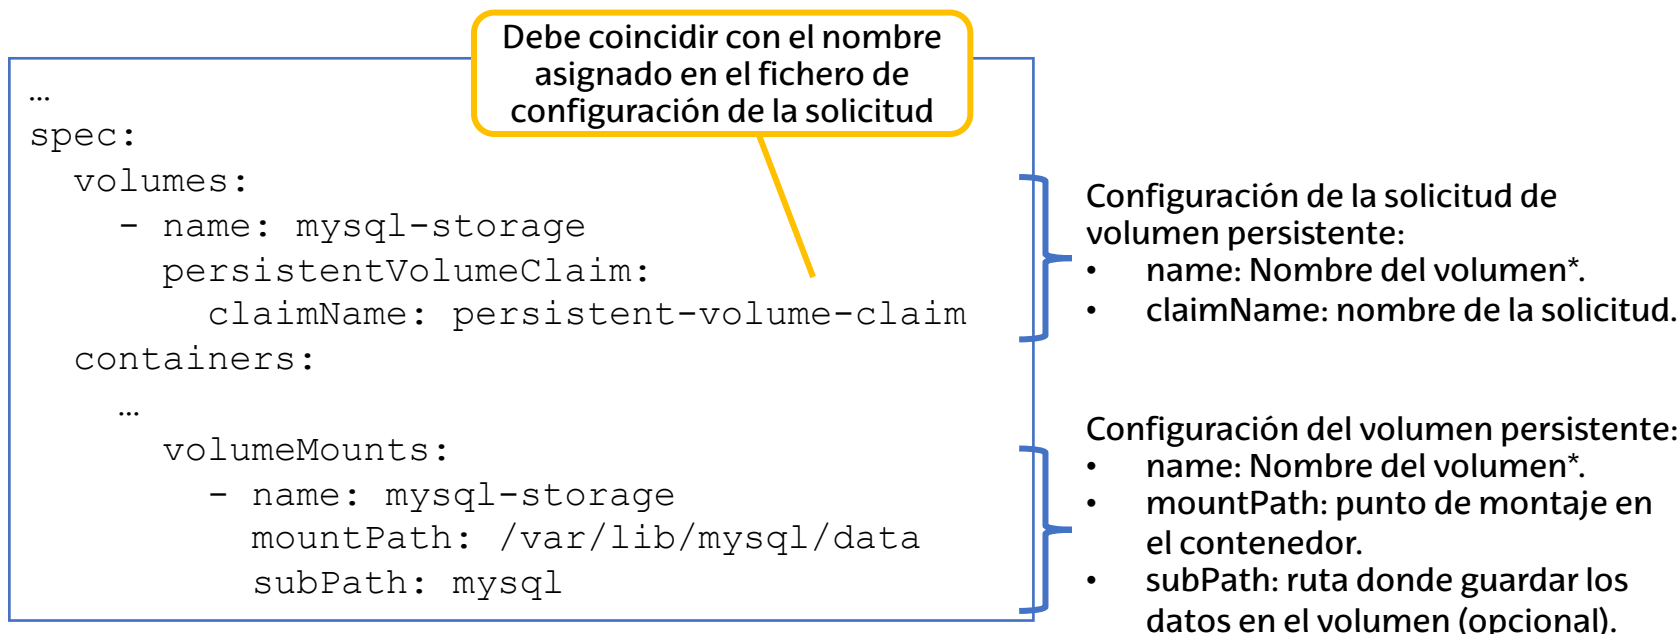 Debe coincidir con el nombre
asignado en el fichero de
configuración de la solicitud
…
spec:
  volumes:
    - name: mysql-storage
      persistentVolumeClaim:
        claimName: persistent-volume-claim
  containers:
    …
      volumeMounts:
        - name: mysql-storage
          mountPath: /var/lib/mysql/data
          subPath: mysql
Configuración de la solicitud de
volumen persistente:
• name: Nombre del volumen*.
• claimName: nombre de la solicitud.
Configuración del volumen persistente:
• name: Nombre del volumen*.
• mountPath: punto de montaje en
el contenedor.
• subPath: ruta donde guardar los
datos en el volumen (opcional).